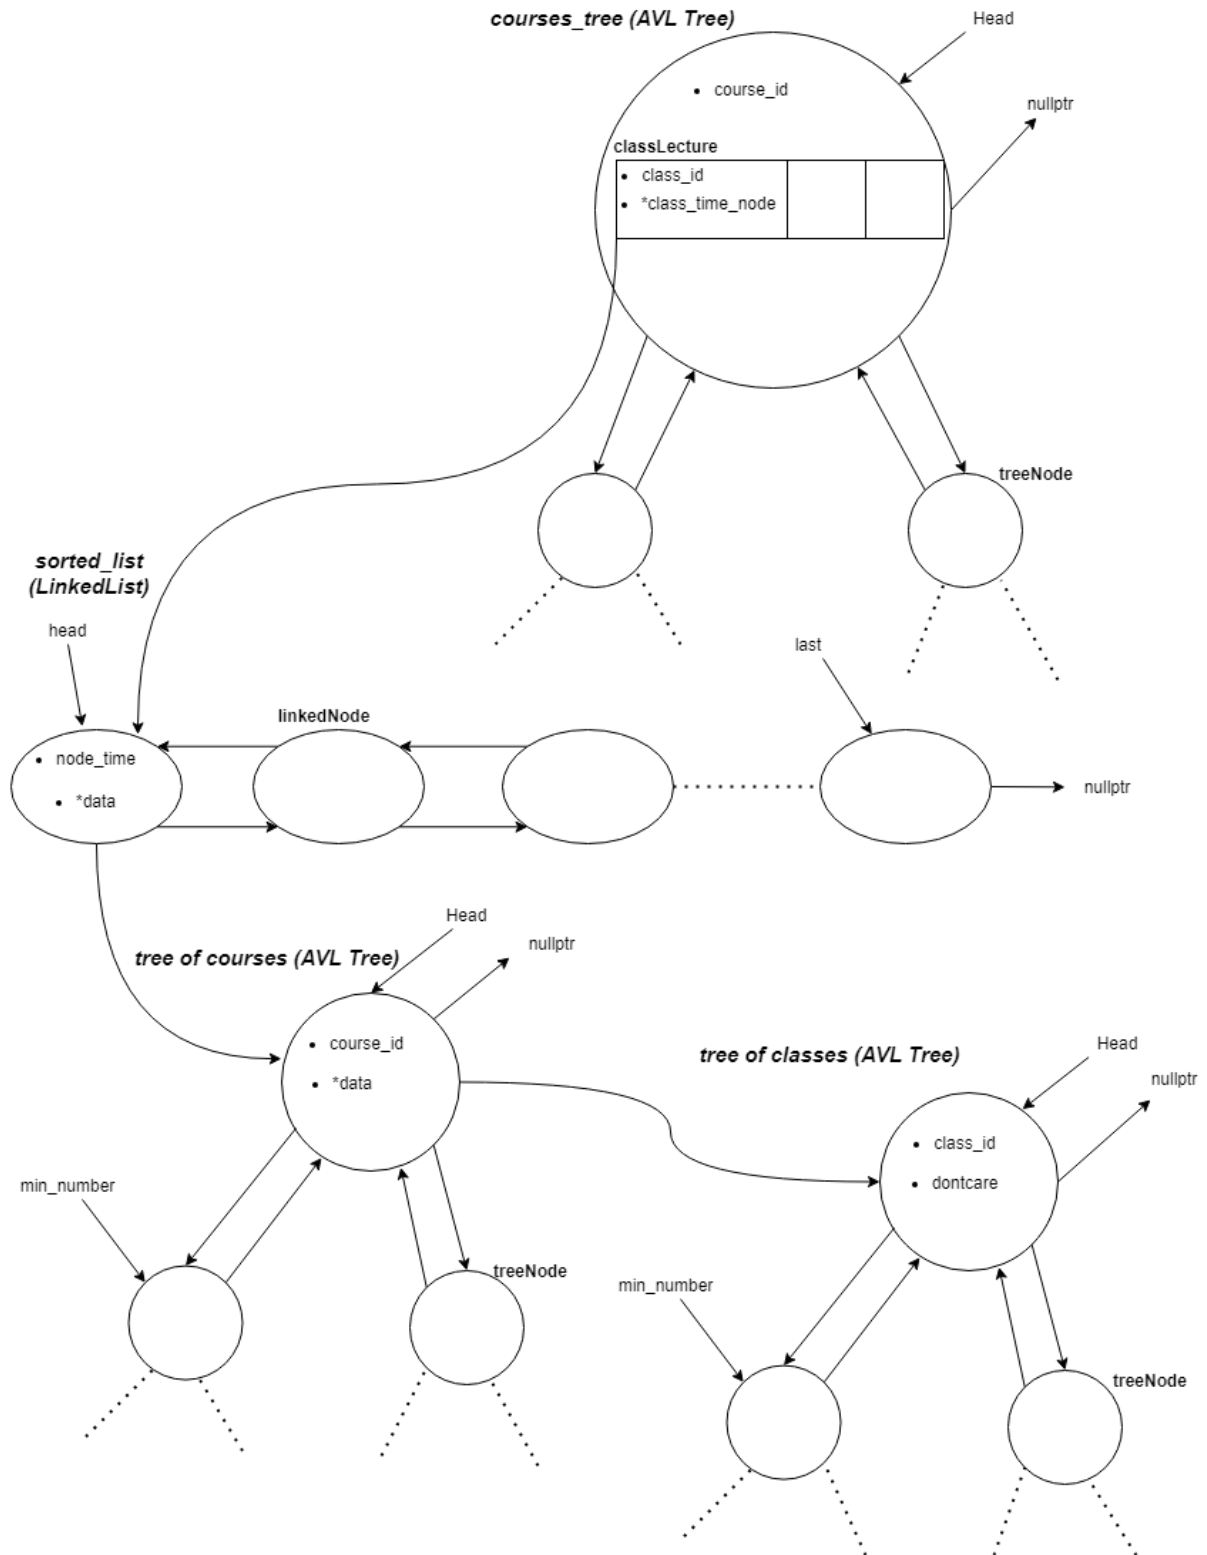 courses_tree (AVL Tree)
Head
course_id
nullptr
classLecture
class_id
*class_time_node
treeNode
sorted_list
(LinkedList)
head
last
linkedNode
node_time
*data
nullptr
Head
nullptr
tree of courses (AVL Tree)
course_id
*data
Head
tree of classes (AVL Tree)
nullptr
class_id
dontcare
min_number
treeNode
min_number
treeNode